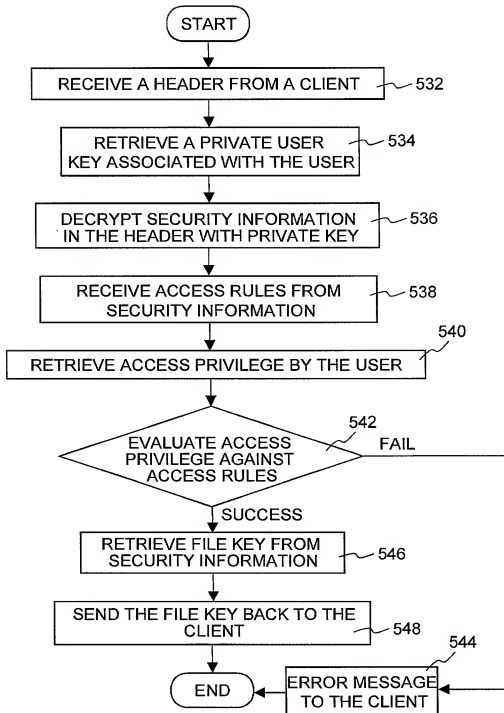 START
RECEIVE A HEADER FROM A CLIENT
532
RETRIEVE A PRIVATE USER
KEY ASSOCIATED WITH THE USER
534
DECRYPT SECURITY INFORMATION
IN THE HEADER WITH PRIVATE KEY
536
RECEIVE ACCESS RULES FROM
SECURITY INFORMATION
538
RETRIEVE ACCESS PRIVILEGE BY THE USER
540
EVALUATE ACCESS
PRIVILEGE AGAINST
ACCESS RULES
542
FAIL
SUCCESS
RETRIEVE FILE KEY FROM
SECURITY INFORMATION
546
SEND THE FILE KEY BACK TO THE
CLIENT
548
544
END
ERROR MESSAGE
TO THE CLIENT